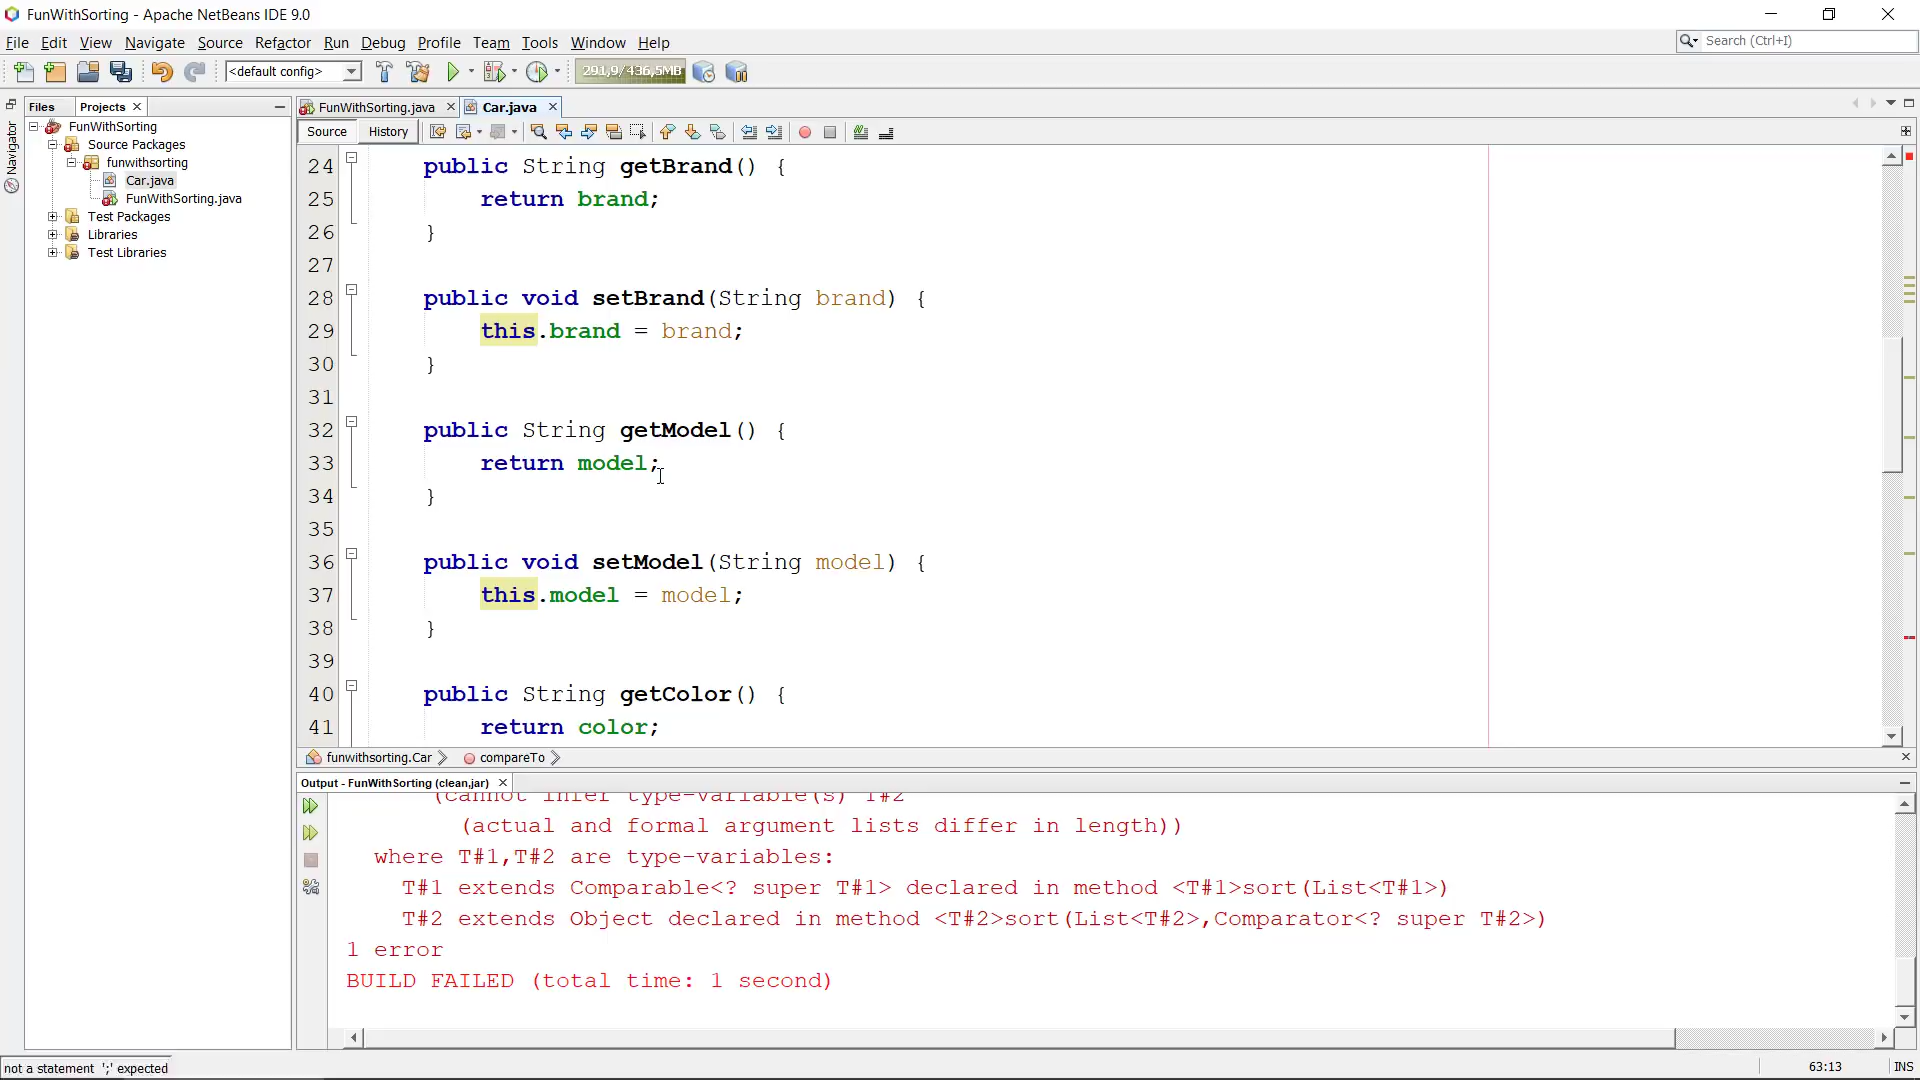 FunWithSorting - Apache NetBeans IDE 9.0
File Edit View Navigate Source Refactor Run Debug Profile Team Tools Window Help
Search (Ctrl+I)
<default config>
291,9/436,5MB
Files Projects
FunWithSorting.java Car.java
Navigator
FunWithSorting
Source Packages
funwithsorting
Car.java
FunWithSorting.java
Test Packages
Libraries
Test Libraries
Source History
24 public String getBrand() {
25 return brand;
26 }
27
28 public void setBrand(String brand) {
29 this.brand = brand;
30 }
31
32 public String getModel() {
33 return model;
34 }
35
36 public void setModel(String model) {
37 this.model = model;
38 }
39
40 public String getColor() {
41 return color;
funwithsorting.Car compareTo
Output - FunWithSorting (clean,jar)
(cannot infer type-variable(s) T#2
(actual and formal argument lists differ in length))
where T#1,T#2 are type-variables:
T#1 extends Comparable<? super T#1> declared in method <T#1>sort(List<T#1>)
T#2 extends Object declared in method <T#2>sort(List<T#2>,Comparator<? super T#2>)
1 error
BUILD FAILED (total time: 1 second)
not a statement ';' expected
63:13
INS